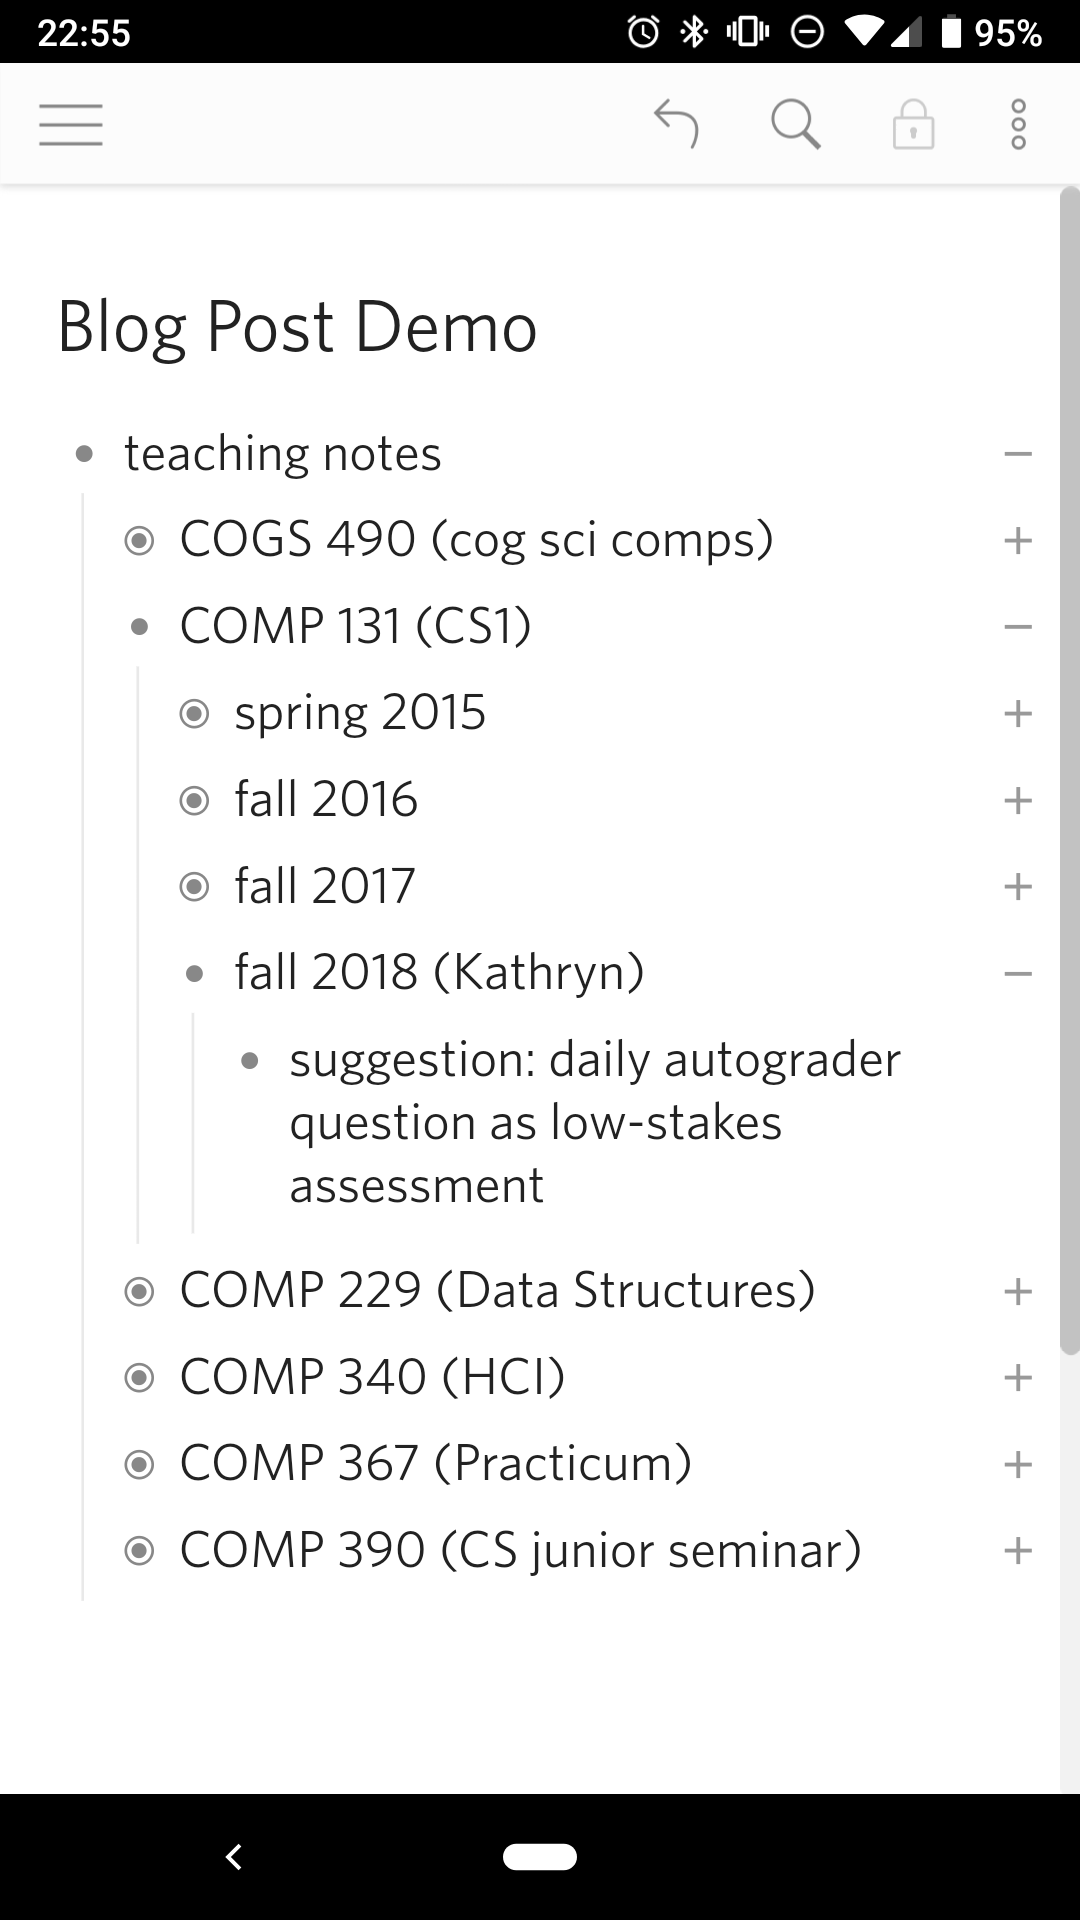 22:55
95%
Blog Post Demo
teaching notes
COGS 490 (cog sci comps)
COMP 131 (CS1)
spring 2015
fall 2016
fall 2017
fall 2018 (Kathryn)
suggestion: daily autograder
question as low-stakes
assessment
COMP 229 (Data Structures)
COMP 340 (HCI)
COMP 367 (Practicum)
COMP 390 (CS junior seminar)